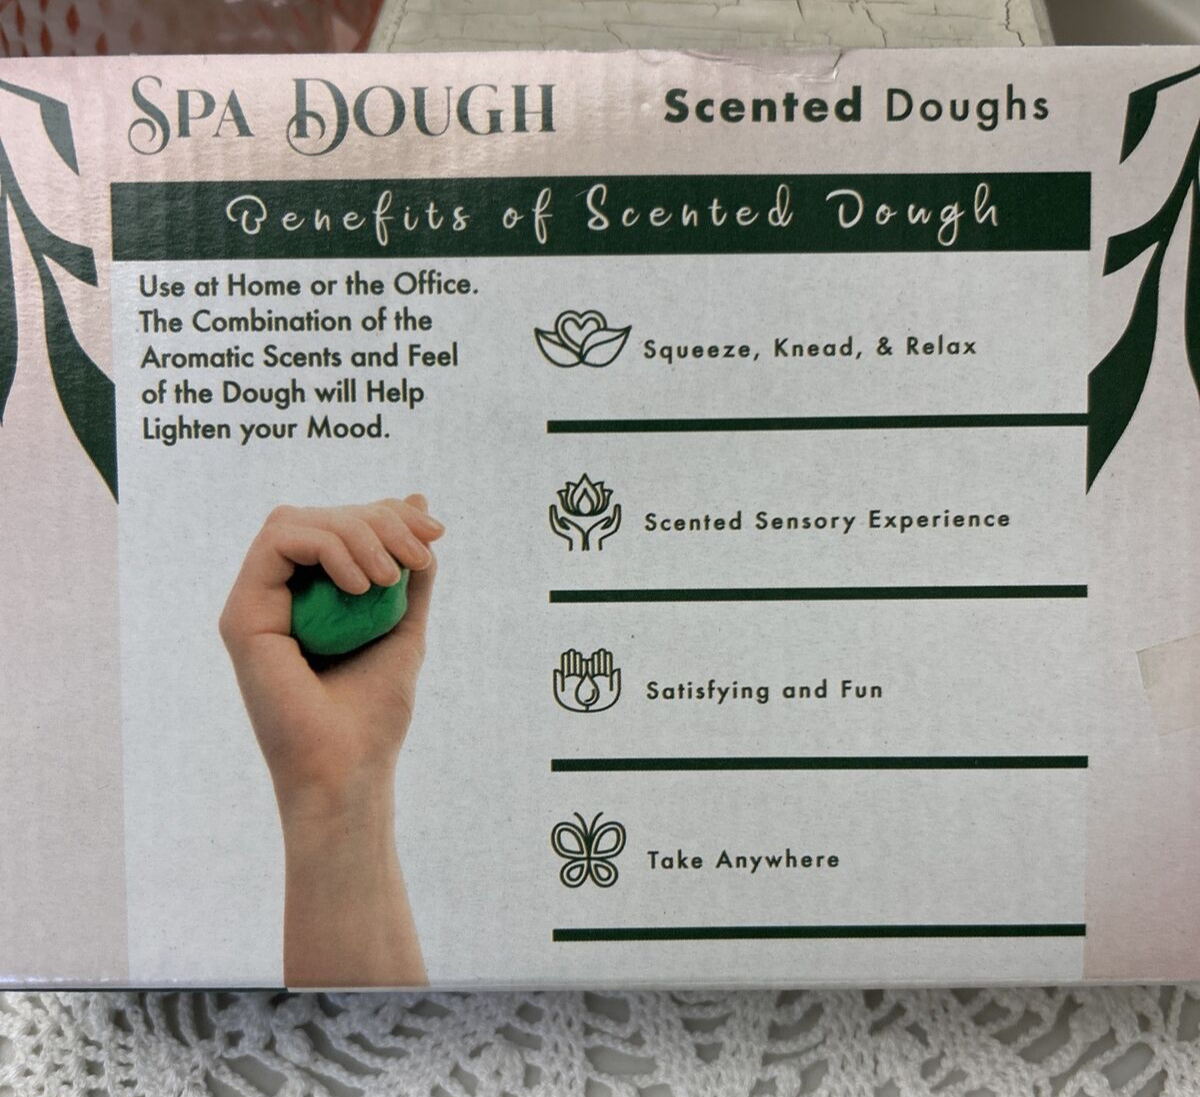 Spa Dough
Scented Doughs
Benefits of Scented Dough
Use at Home or the Office.
The Combination of the
Aromatic Scents and Feel
of the Dough will Help
Lighten your Mood.
Squeeze, Knead, & Relax
Scented Sensory Experience
Satisfying and Fun
Take Anywhere